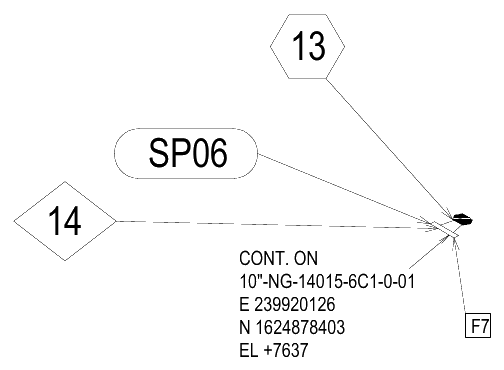 13
SP06
14
CONT. ON
10"-NG-14015-6C1-0-01
E 239920126
N 1624878403
EL +7637
F7